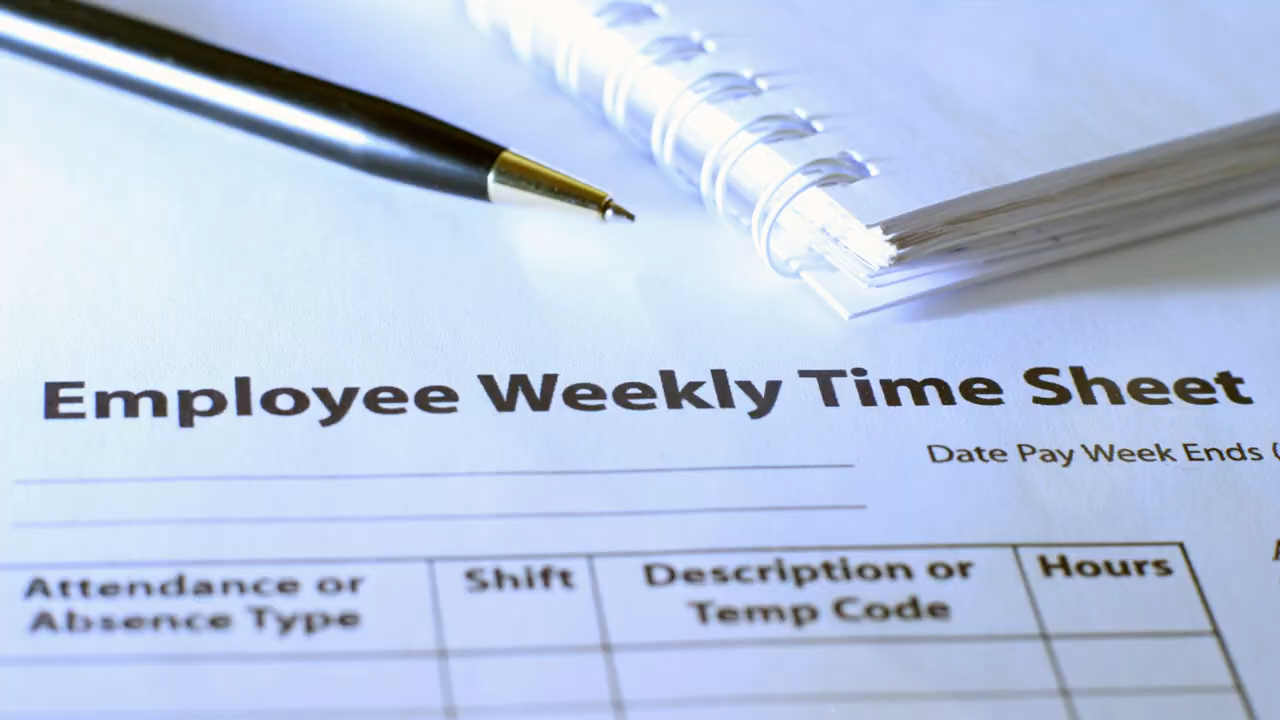 Employee Weekly Time Sheet
Date Pay Week Ends (
Attendance or
Absence Type
Shift
Description or
Temp Code
Hours